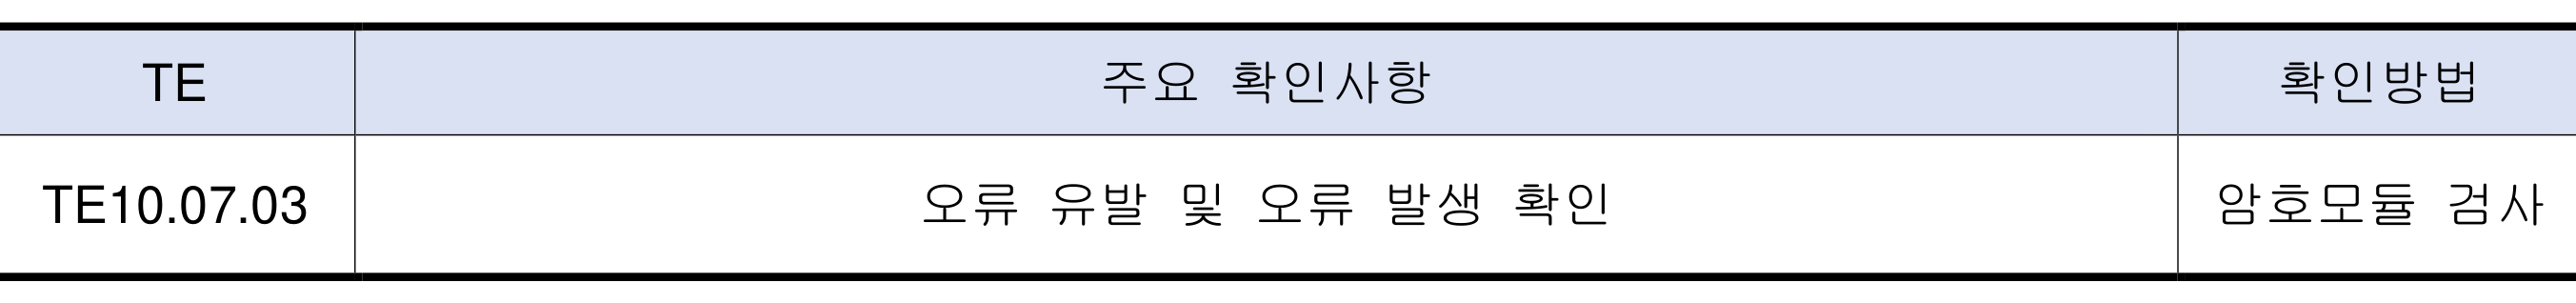 TE 주요 확인사항 확인방법
TE10.07.03 오류 유발 및 오류 발생 확인 암호모듈 검사